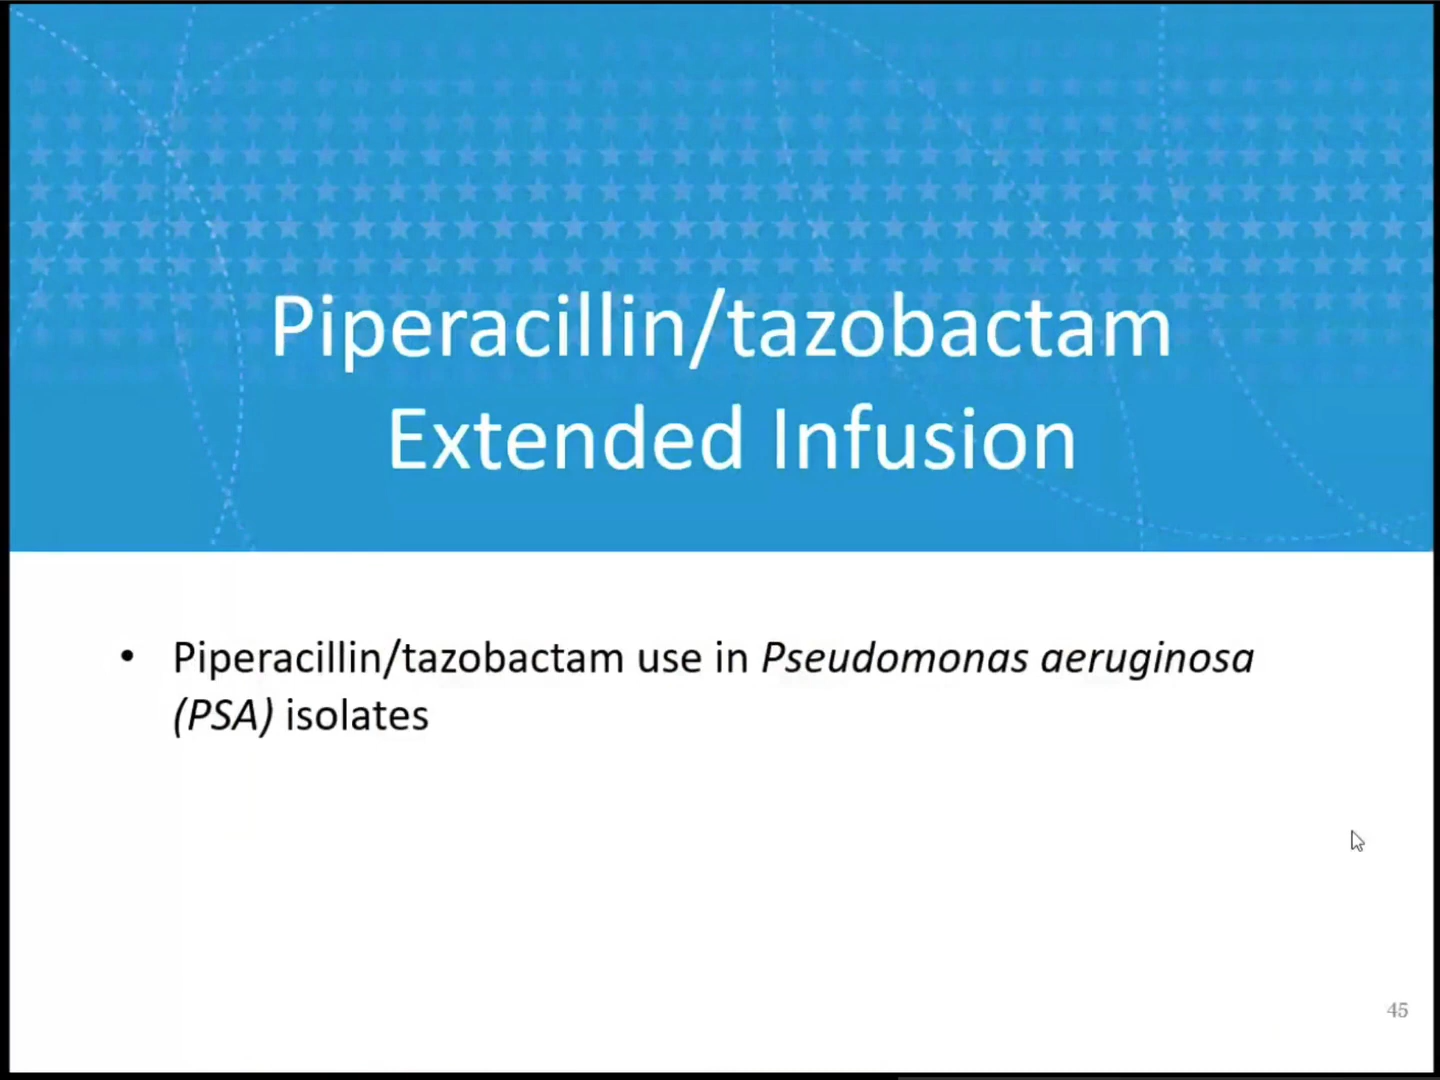 Piperacillin/tazobactam
Extended Infusion
• Piperacillin/tazobactam use in Pseudomonas aeruginosa
(PSA) isolates
45